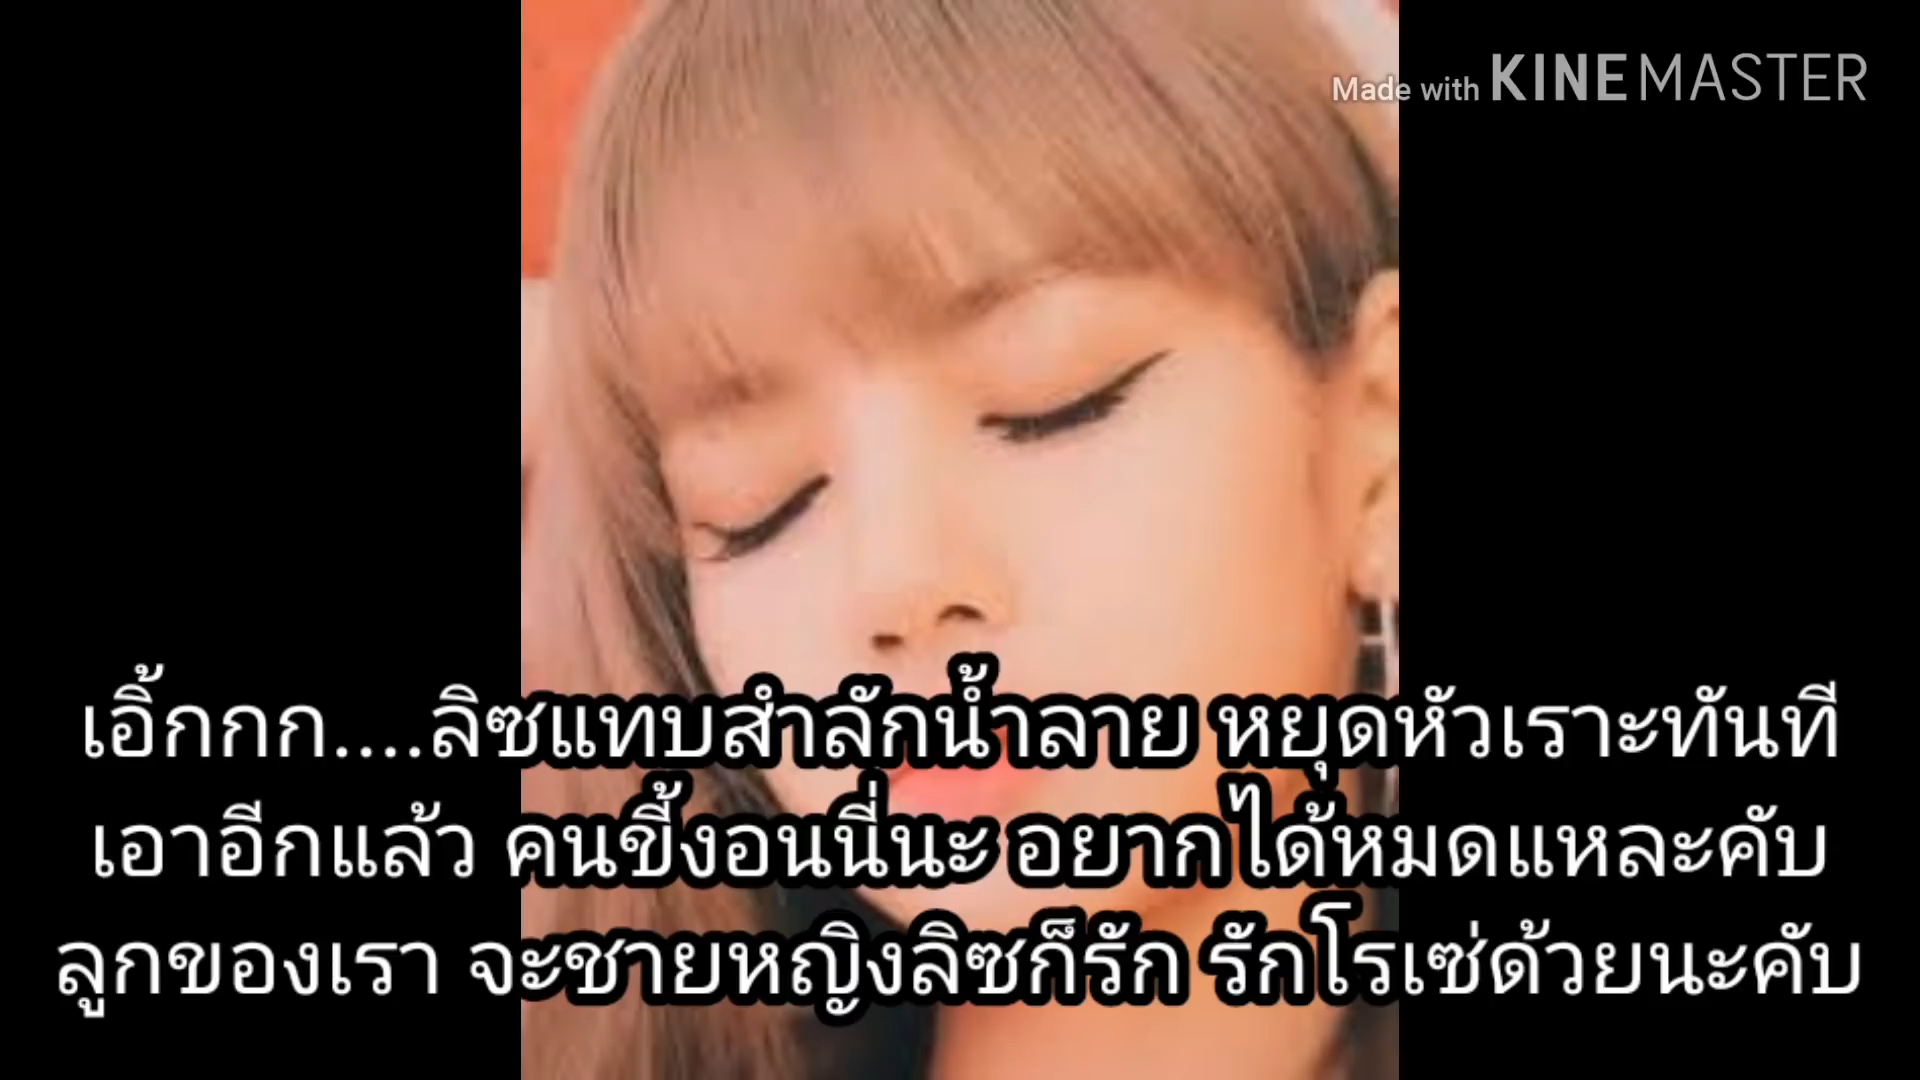 Made with KINEMASTER
เอิ้กกก....ลิซแทบสำลักน้ำลาย หยุดหัวเราะทันที
เอาอีกแล้ว คนขี้งอนนี่นะ อยากได้หมดแหละคับ
ลูกของเรา จะชายหญิงลิซก็รัก รักโรเซ่ด้วยนะคับ